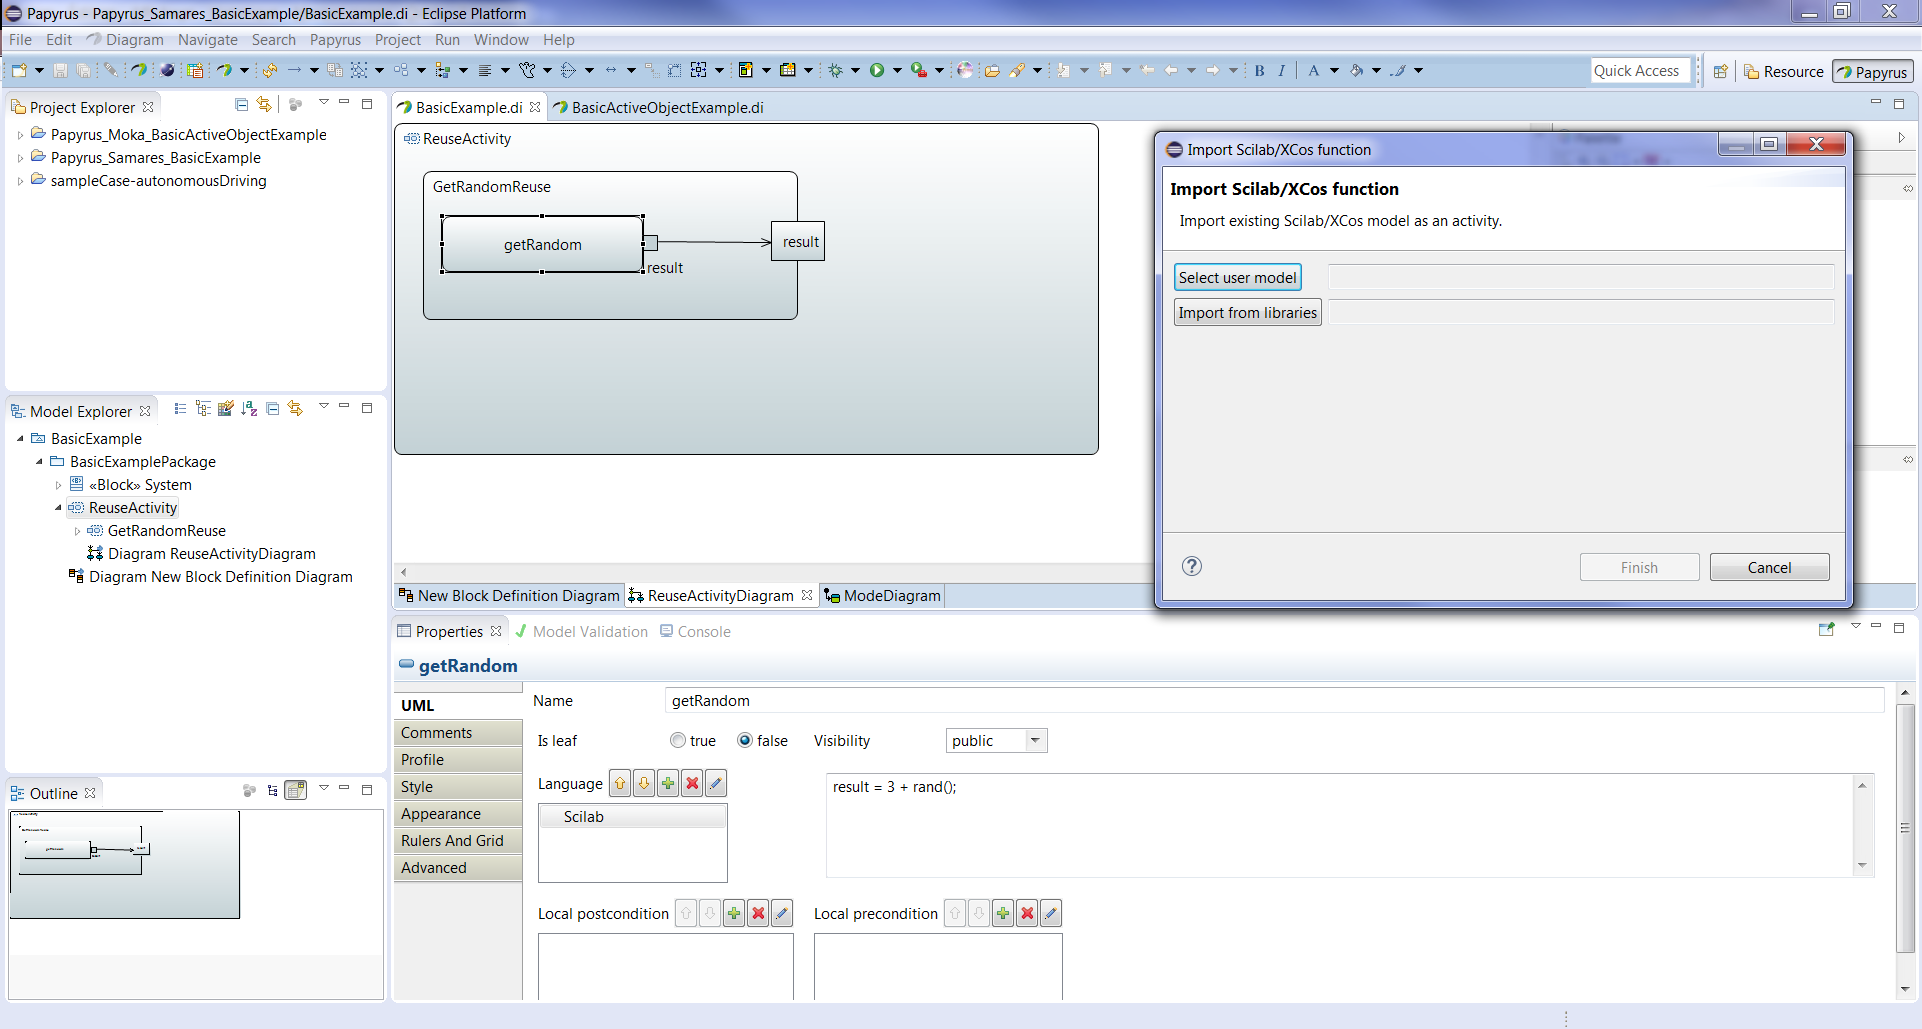 Papyrus - Papyrus_Samares_BasicExample/BasicExample.di - Eclipse Platform
File Edit Diagram Navigate Search Papyrus Project Run Window Help
B I A Quick Access Resource Papyrus
Project Explorer
Papyrus_Moka_BasicActiveObjectExample
Papyrus_Samares_BasicExample
sampleCase-autonomousDriving
Model Explorer
BasicExample
BasicExamplePackage
«Block» System
ReuseActivity
GetRandomReuse
Diagram ReuseActivityDiagram
Diagram New Block Definition Diagram
Outline
BasicExample.di BasicActiveObjectExample.di
ReuseActivity
GetRandomReuse
getRandom
result
result
New Block Definition Diagram ReuseActivityDiagram ModeDiagram
Import Scilab/XCos function
Import Scilab/XCos function
Import existing Scilab/XCos model as an activity.
Select user model
Import from libraries
?
Finish Cancel
Properties Model Validation Console
getRandom
UML
Comments
Profile
Style
Appearance
Rulers And Grid
Advanced
Name getRandom
Is leaf true false Visibility public
Language
Scilab
result = 3 + rand();
Local postcondition Local precondition